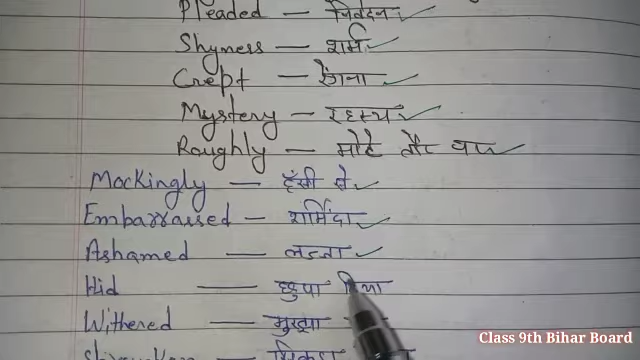 Pleaded — निवेदन
Shyness — शर्म
Crept — रेंगना
Mystery — रहस्य
Roughly — मोटे तौर पर
Mockingly — हँसी से
Embarraised — शर्मिंदा
Ashamed — लज्जा
Hid — छुपा दिया
Withered — मुरझा
सिकुड़ा
Class 9th Bihar Board